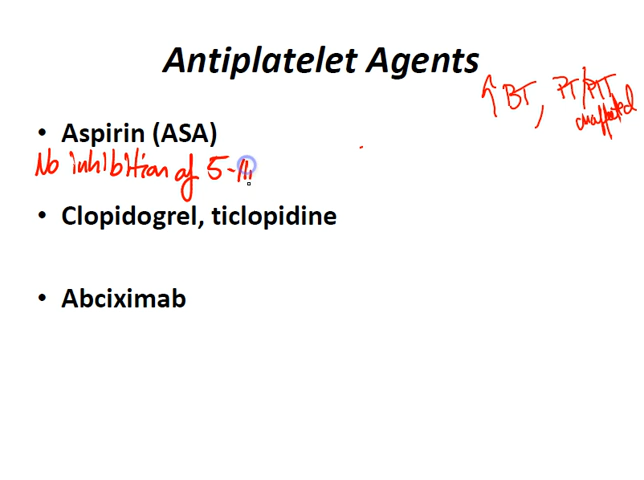 Antiplatelet Agents
↑BT, PT/PTT
unaffected
• Aspirin (ASA)
No inhibition of 5-
• Clopidogrel, ticlopidine
• Abciximab